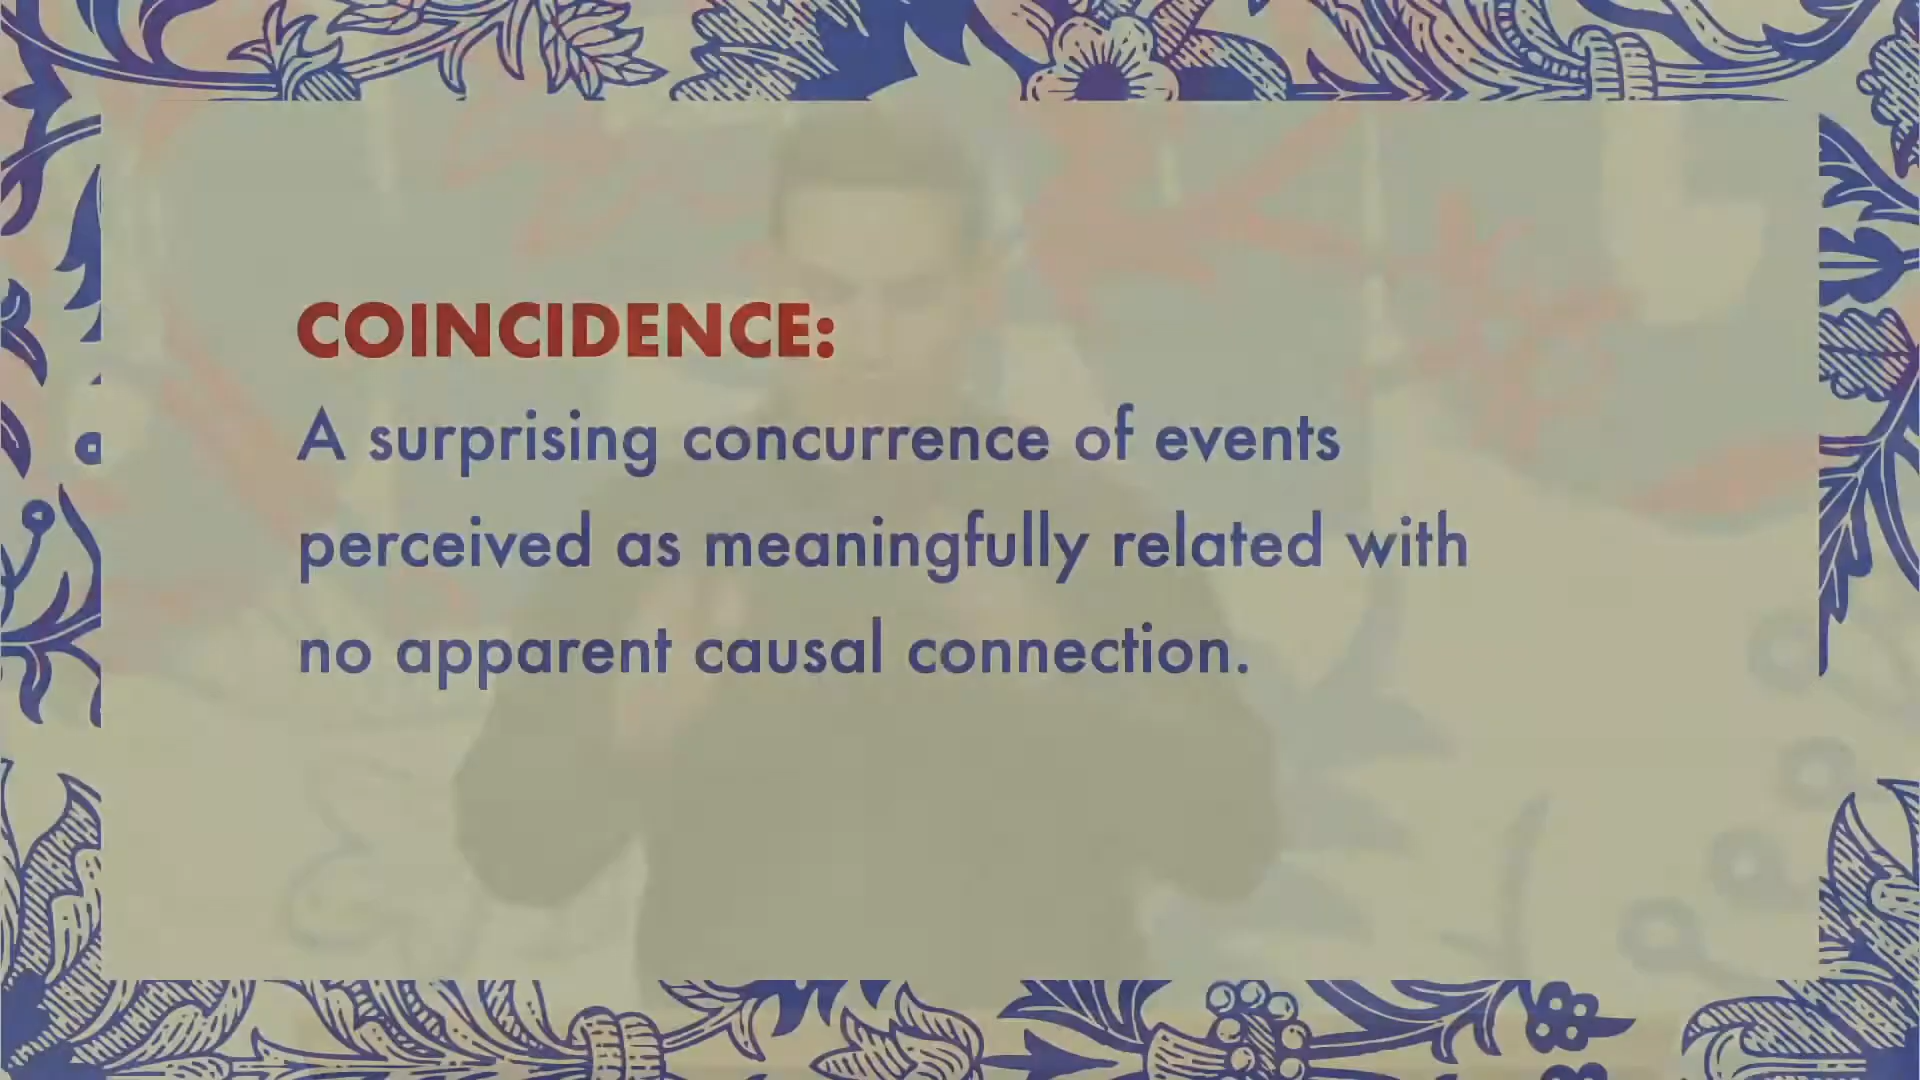 COINCIDENCE:
A surprising concurrence of events
perceived as meaningfully related with
no apparent causal connection.